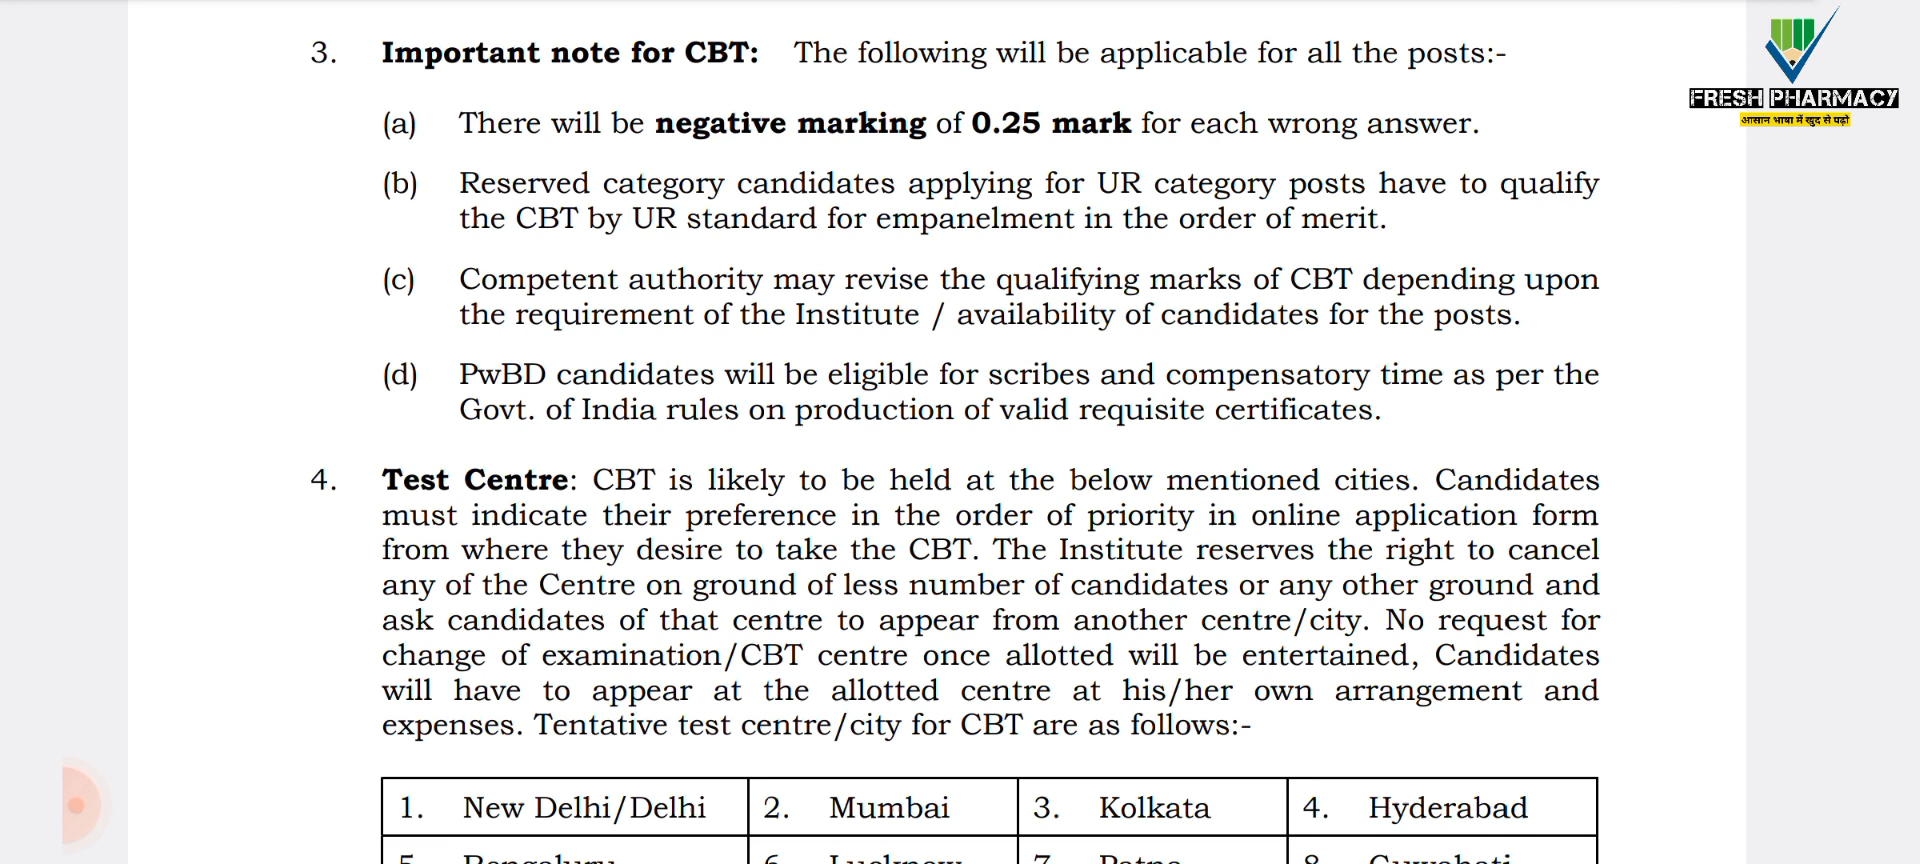 3. Important note for CBT: The following will be applicable for all the posts:-
FRESH PHARMACY
आसान भाषा में खुद से पढ़ो
(a) There will be negative marking of 0.25 mark for each wrong answer.
(b) Reserved category candidates applying for UR category posts have to qualify
the CBT by UR standard for empanelment in the order of merit.
(c) Competent authority may revise the qualifying marks of CBT depending upon
the requirement of the Institute / availability of candidates for the posts.
(d) PwBD candidates will be eligible for scribes and compensatory time as per the
Govt. of India rules on production of valid requisite certificates.
4. Test Centre: CBT is likely to be held at the below mentioned cities. Candidates
must indicate their preference in the order of priority in online application form
from where they desire to take the CBT. The Institute reserves the right to cancel
any of the Centre on ground of less number of candidates or any other ground and
ask candidates of that centre to appear from another centre/city. No request for
change of examination/CBT centre once allotted will be entertained, Candidates
will have to appear at the allotted centre at his/her own arrangement and
expenses. Tentative test centre/city for CBT are as follows:-
1. New Delhi/Delhi 2. Mumbai 3. Kolkata 4. Hyderabad